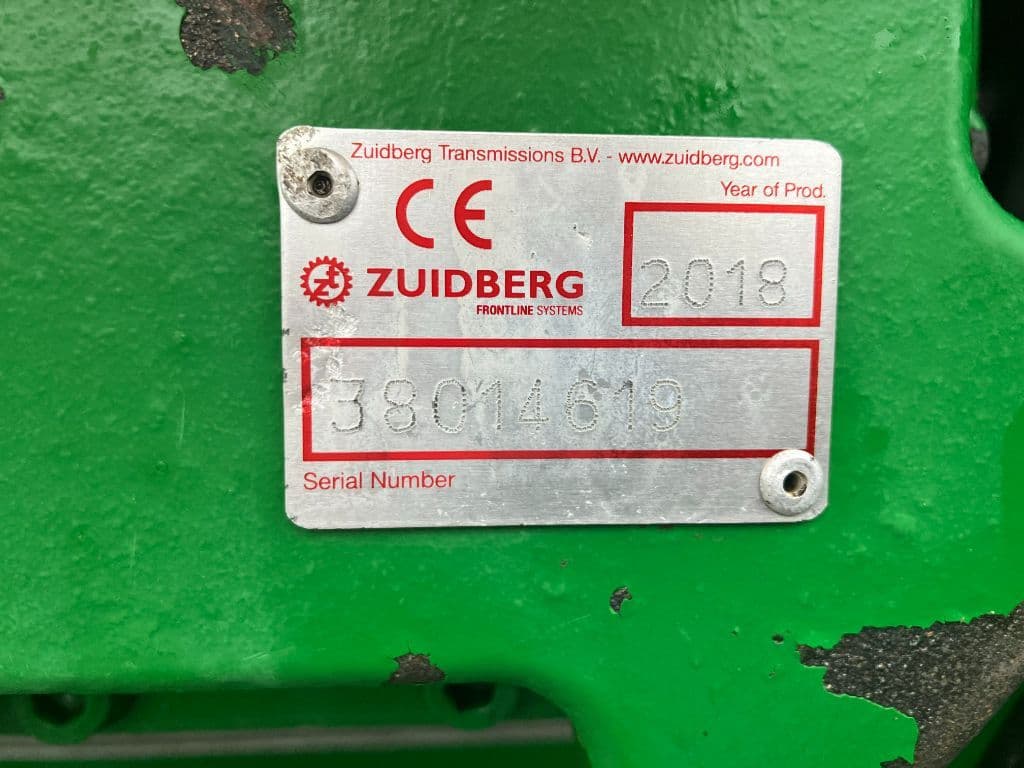 Zuidberg Transmissions B.V. - www.zuidberg.com
Year of Prod.
CE
2018
ZUIDBERG
FRONTLINE SYSTEMS
38014619
Serial Number